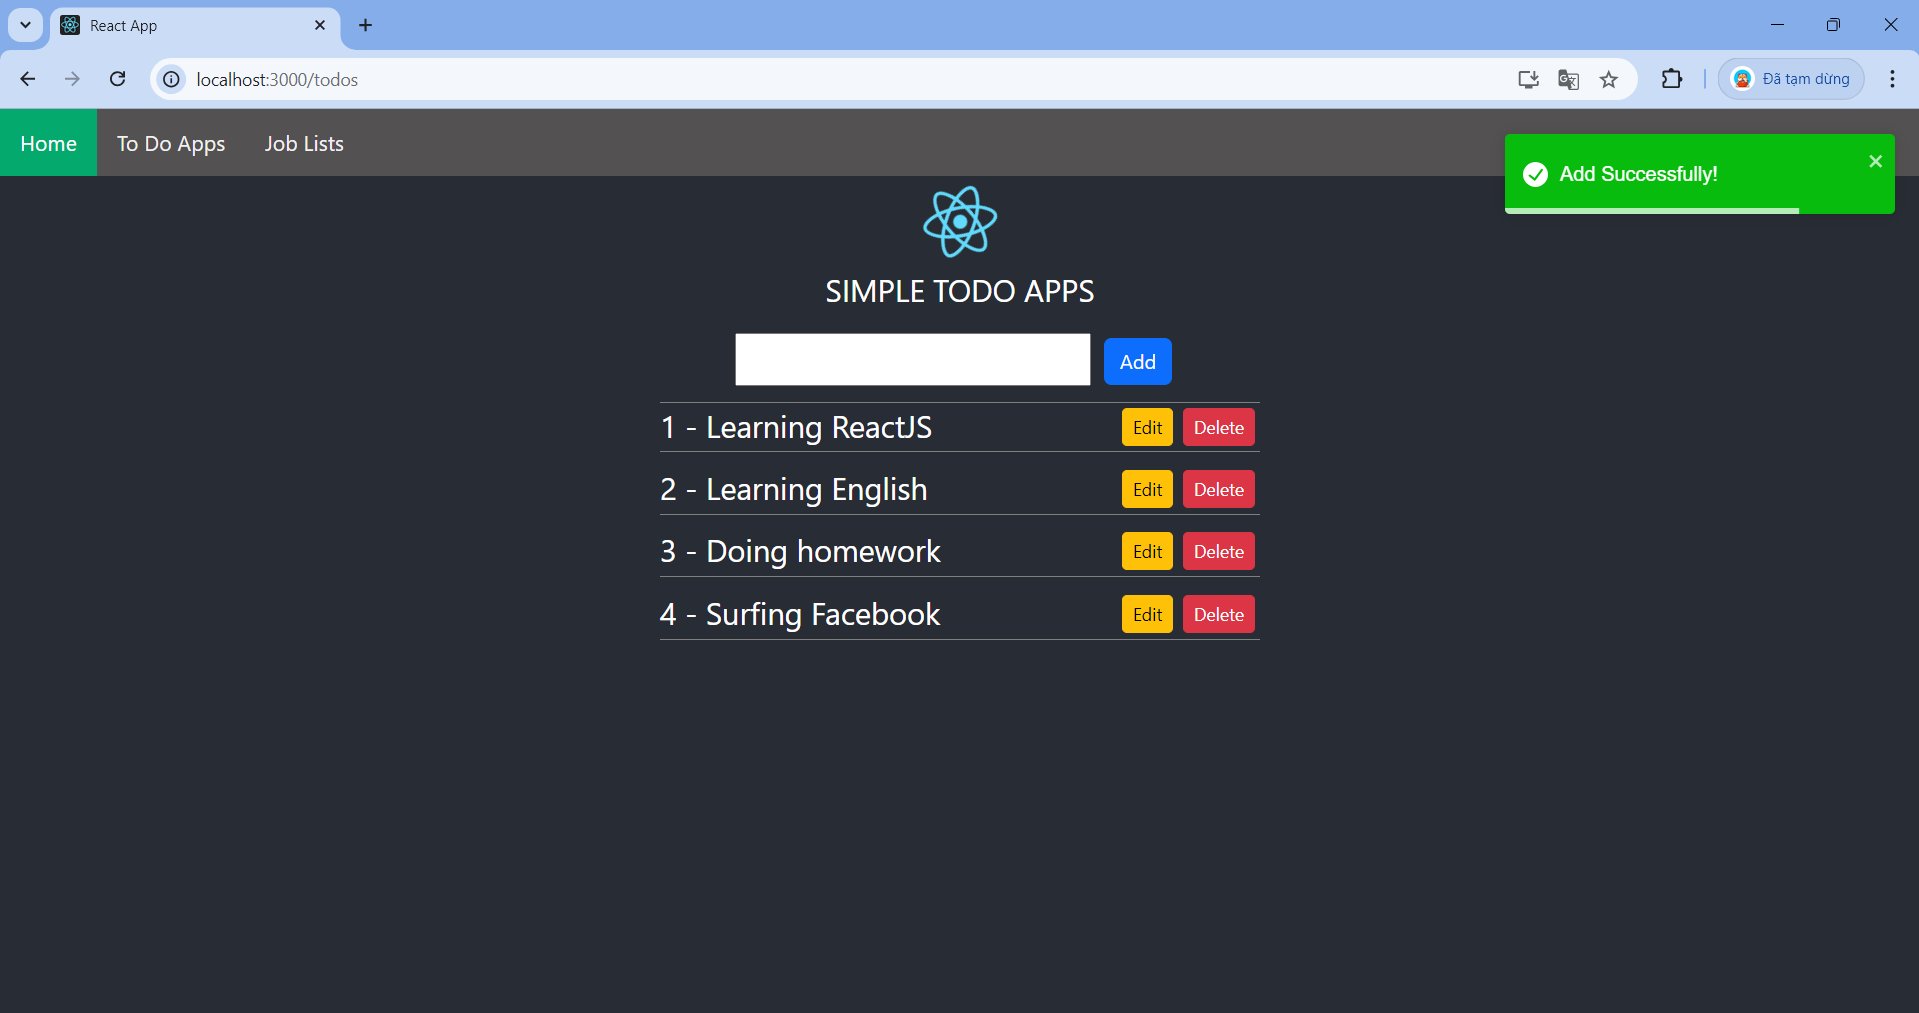 React App
localhost:3000/todos
Đã tạm dừng
Home To Do Apps Job Lists
Add Successfully!
SIMPLE TODO APPS
Add
1 - Learning ReactJS Edit Delete
2 - Learning English Edit Delete
3 - Doing homework Edit Delete
4 - Surfing Facebook Edit Delete